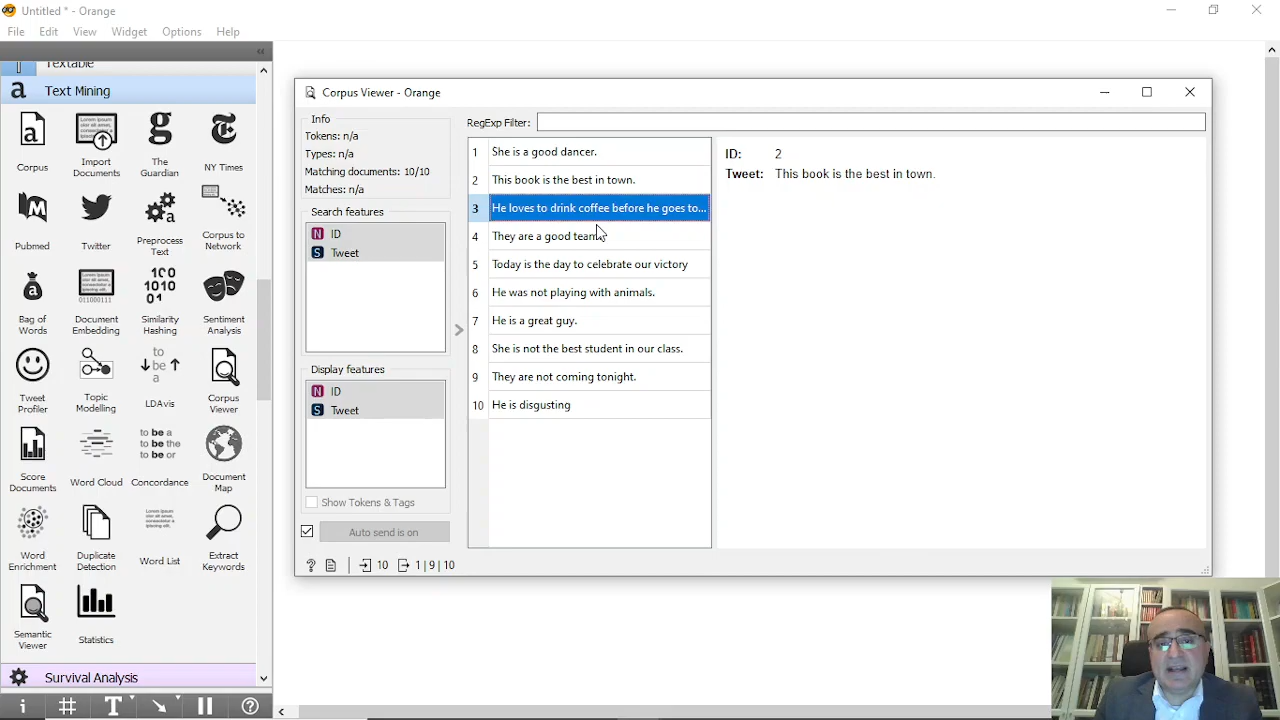 Untitled * - Orange
File Edit View Widget Options Help
Textable
Text Mining
Corpus
Import Documents
The Guardian
NY Times
Pubmed
Twitter
Preprocess Text
Corpus to Network
Bag of Words
Document Embedding
Similarity Hashing
Sentiment Analysis
Tweet Profiler
Topic Modelling
LDAvis
Corpus Viewer
Score Documents
Word Cloud
Concordance
Document Map
Word Enrichment
Duplicate Detection
Word List
Extract Keywords
Semantic Viewer
Statistics
Survival Analysis
Corpus Viewer - Orange
Info
Tokens: n/a
Types: n/a
Matching documents: 10/10
Matches: n/a
Search features
N ID
S Tweet
Display features
N ID
S Tweet
Show Tokens & Tags
Auto send is on
10 1|9|10
RegExp Filter:
1 She is a good dancer.
2 This book is the best in town.
3 He loves to drink coffee before he goes to...
4 They are a good team.
5 Today is the day to celebrate our victory
6 He was not playing with animals.
7 He is a great guy.
8 She is not the best student in our class.
9 They are not coming tonight.
10 He is disgusting
ID: 2
Tweet: This book is the best in town.